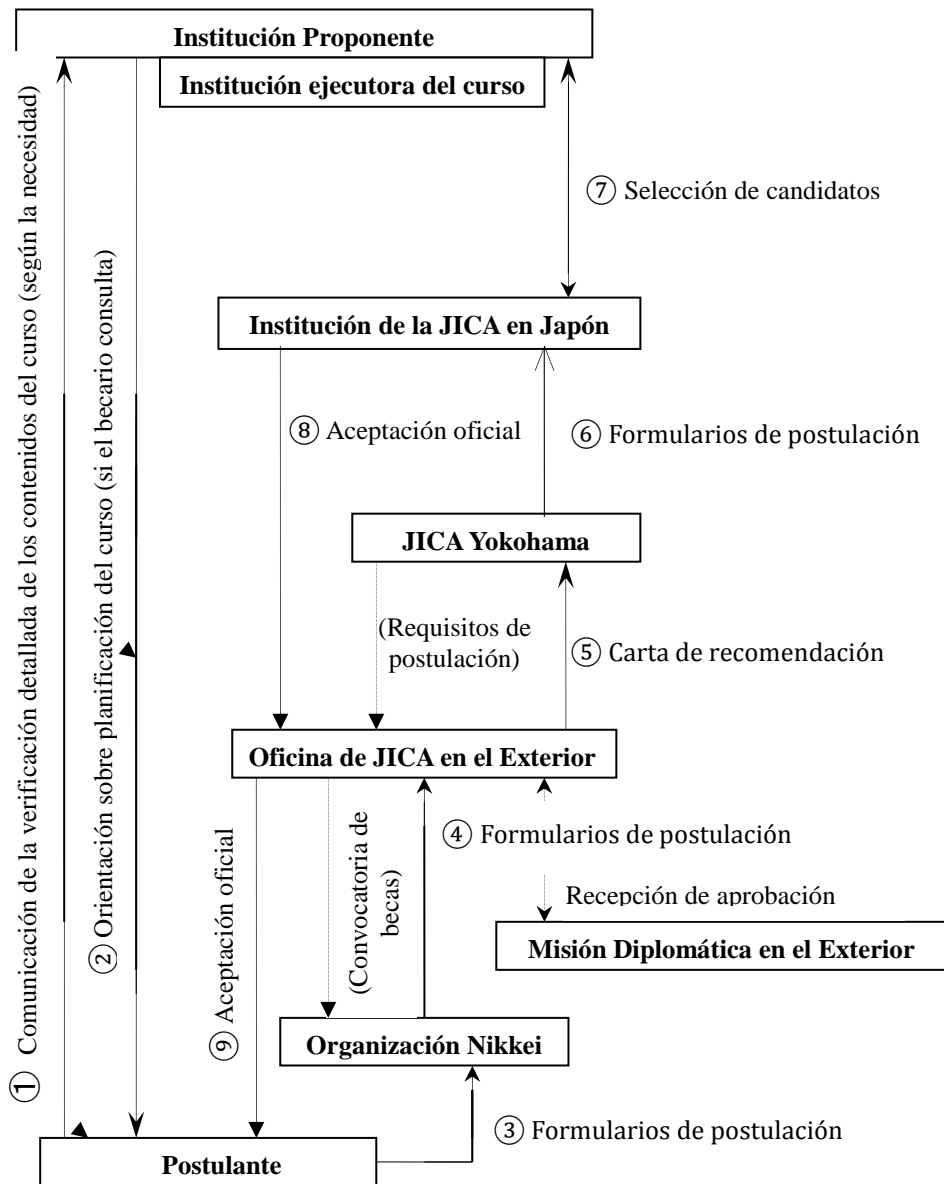 Institución Proponente
Institución ejecutora del curso
① Comunicación de la verificación detallada de los contenidos del curso (según la necesidad)
② Orientación sobre planificación del curso (si el becario consulta)
⑦ Selección de candidatos
Institución de la JICA en Japón
⑧ Aceptación oficial
⑥ Formularios de postulación
JICA Yokohama
(Requisitos de
postulación)
⑤ Carta de recomendación
Oficina de JICA en el Exterior
⑨ Aceptación oficial
(Convocatoria de
becas)
④ Formularios de postulación
Recepción de aprobación
Misión Diplomática en el Exterior
Organización Nikkei
③ Formularios de postulación
Postulante